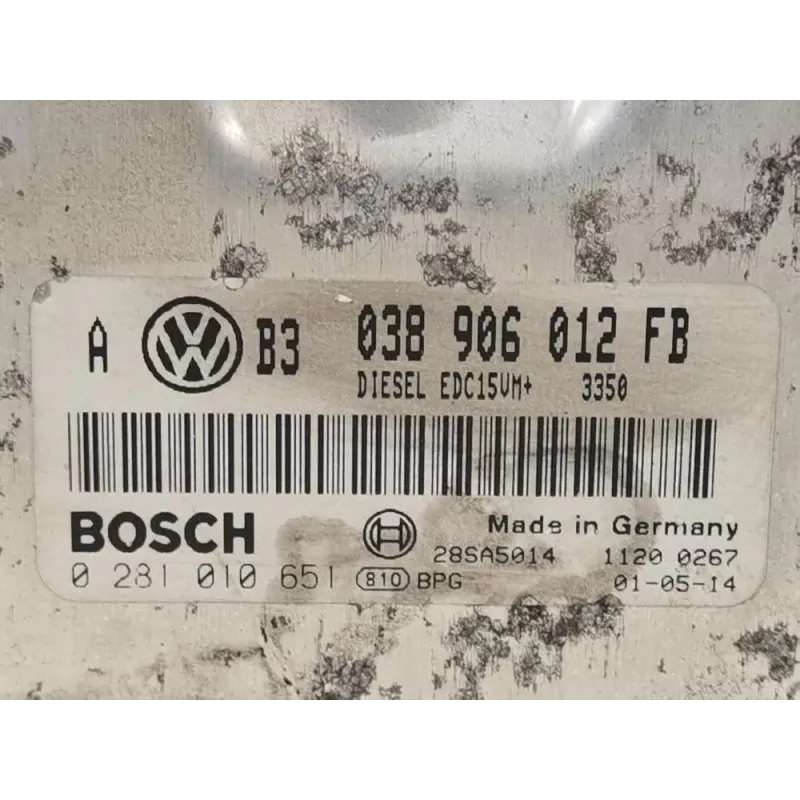 A VW B3 038 906 012 FB
DIESEL EDC15VM+ 3350
BOSCH
Made in Germany
28SA5014 1120 0267
0 281 010 651 810 BPG 01-05-14